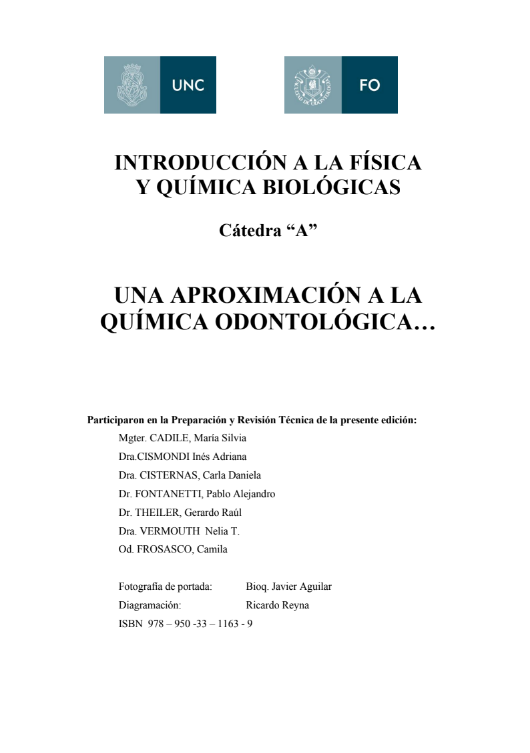 UNC
FO
INTRODUCCIÓN A LA FÍSICA
Y QUÍMICA BIOLÓGICAS
Cátedra “A”
UNA APROXIMACIÓN A LA
QUÍMICA ODONTOLÓGICA…
Participaron en la Preparación y Revisión Técnica de la presente edición:
Mgter. CADILE, María Silvia
Dra.CISMONDI Inés Adriana
Dra. CISTERNAS, Carla Daniela
Dr. FONTANETTI, Pablo Alejandro
Dr. THEILER, Gerardo Raúl
Dra. VERMOUTH Nelia T.
Od. FROSASCO, Camila
Fotografía de portada: Bioq. Javier Aguilar
Diagramación: Ricardo Reyna
ISBN 978 – 950 -33 – 1163 - 9